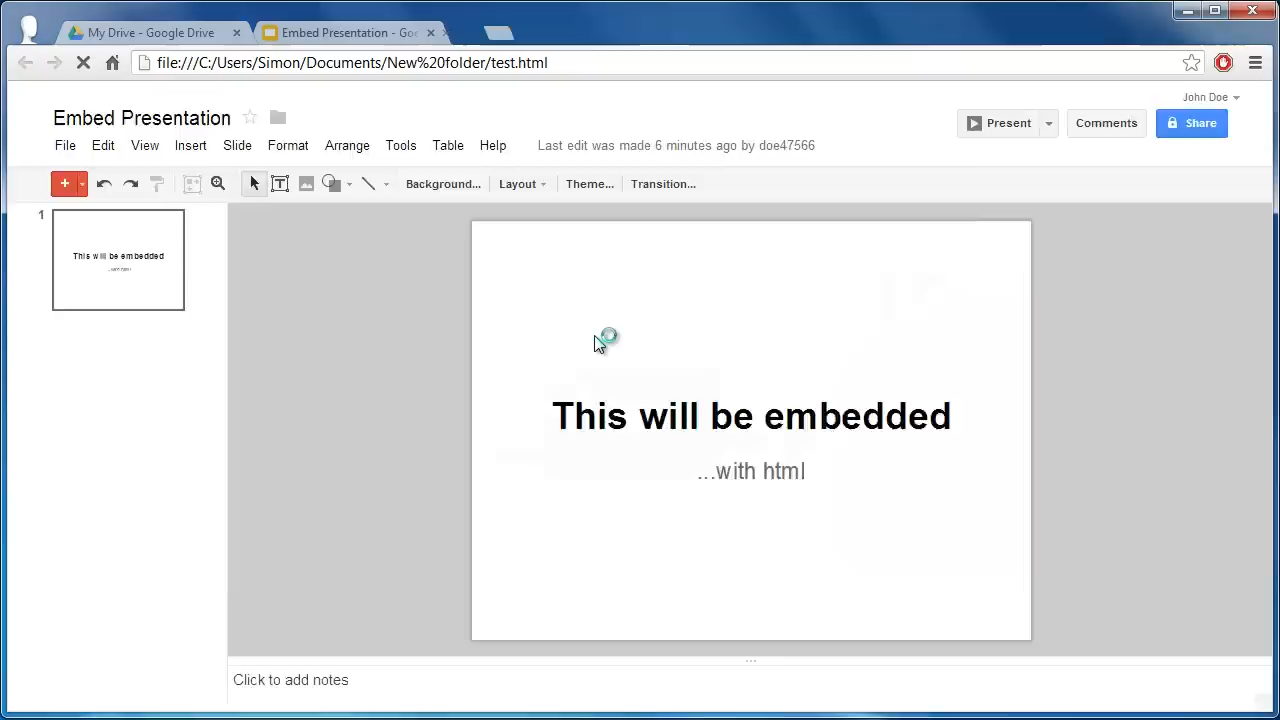 My Drive - Google Drive
Embed Presentation - Goo
file:///C:/Users/Simon/Documents/New%20folder/test.html
John Doe
Embed Presentation
Present
Comments
Share
File Edit View Insert Slide Format Arrange Tools Table Help Last edit was made 6 minutes ago by doe47566
Background... Layout Theme... Transition...
1
This will be embedded
...with html
This will be embedded
...with html
Click to add notes